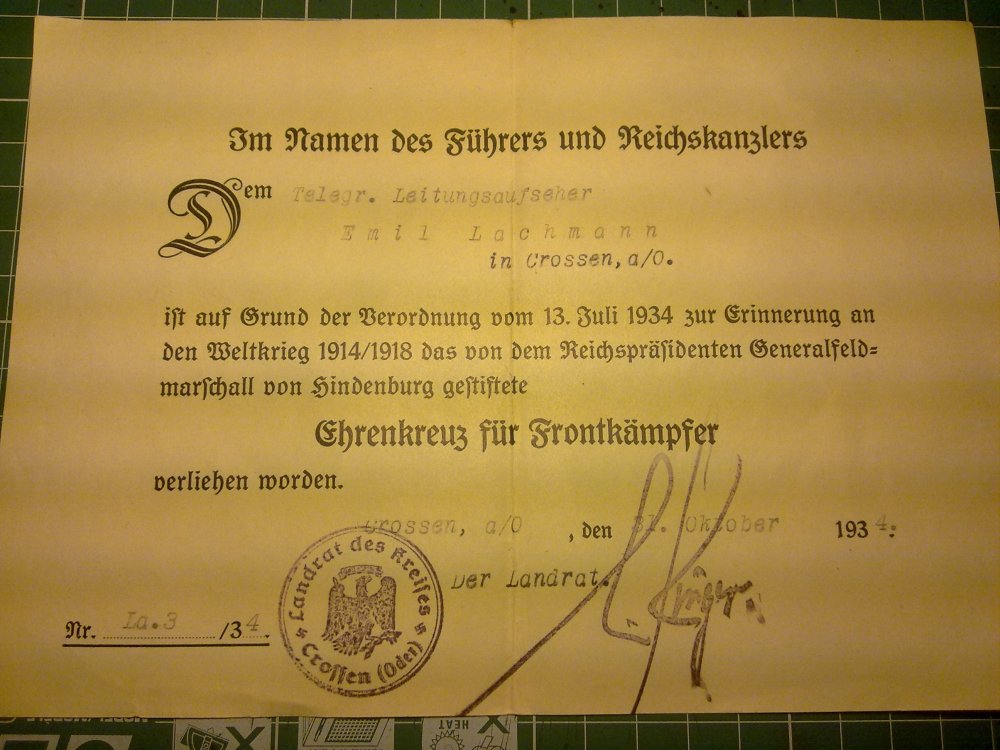 Im Namen des Führers und Reichskanzlers
Dem Telegr. Leitungsaufseher
Emil Lachmann
in Crossen, a/O.
ist auf Grund der Verordnung vom 13. Juli 1934 zur Erinnerung an
den Weltkrieg 1914/1918 das von dem Reichspräsidenten Generalfeld=
marschall von Hindenburg gestiftete
Ehrenkreuz für Frontkämpfer
verliehen worden.
Crossen, a/O , den 31. Oktober 1934.
Der Landrat.
Landrat des Kreises
Crossen (Oder)
Nr. Ia.3 /34.
HEAT